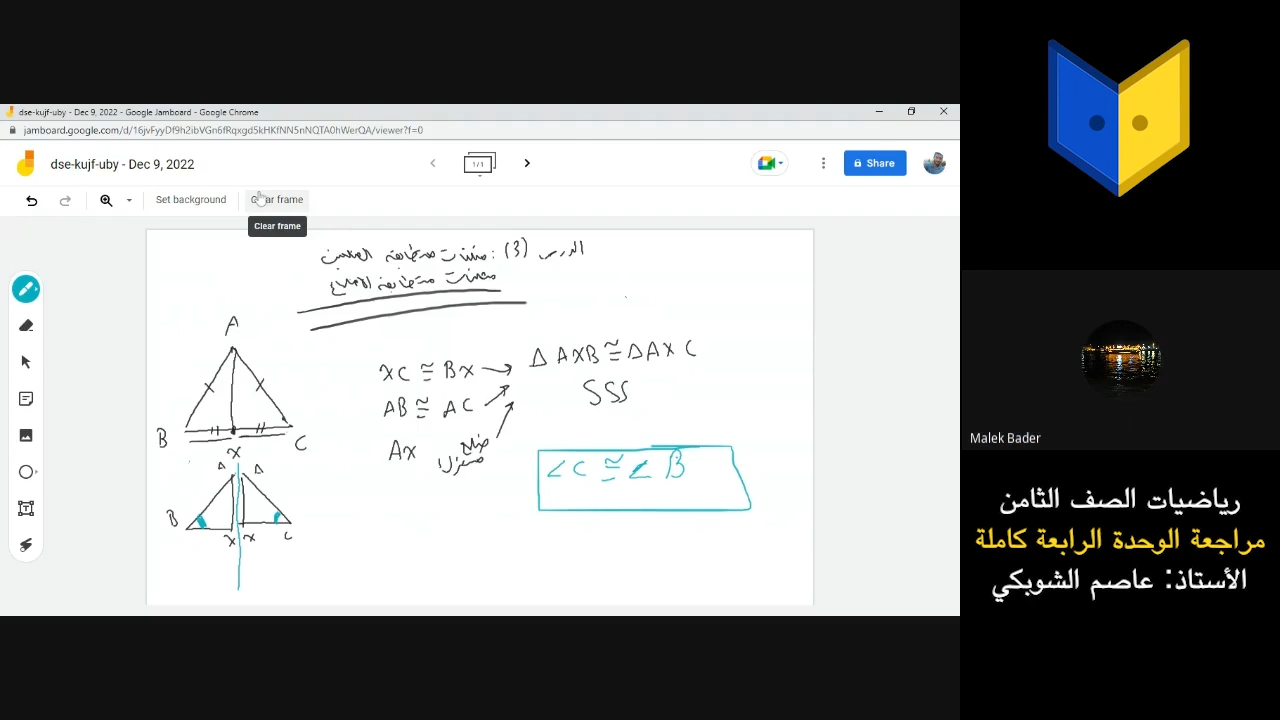 dse-kujf-uby - Dec 9, 2022 - Google Jamboard - Google Chrome
jamboard.google.com/d/16jvFyyDf9h2ibVGn6fRqxgd5kHKfNN5nNQTA0hWerQA/viewer?f=0
dse-kujf-uby - Dec 9, 2022
1/1
Share
Set background
Clear frame
Clear frame
الدرس (3): مثلثات متطابقة الضلعين
مثلثات متطابقة الأضلاع
A
B
C
X
XC ≅ BX
AB ≅ AC
AX ضلع مشترك
Δ AXB ≅ Δ AXC
SSS
∠C ≅ ∠B
A A
B
X X C
Malek Bader
رياضيات الصف الثامن
مراجعة الوحدة الرابعة كاملة
الأستاذ: عاصم الشوبكي